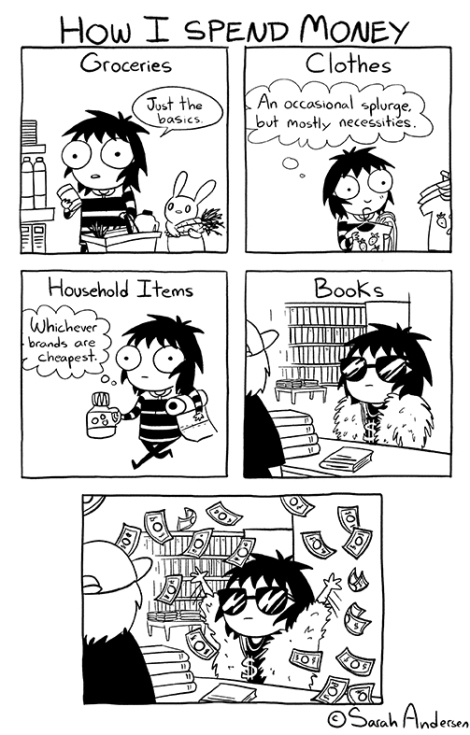 HOW I SPEND MONEY
Groceries
Just the
basics.
Clothes
An occasional splurge,
but mostly necessities.
Household Items
Whichever
brands are
cheapest.
Books
$
$
© Sarah Andersen